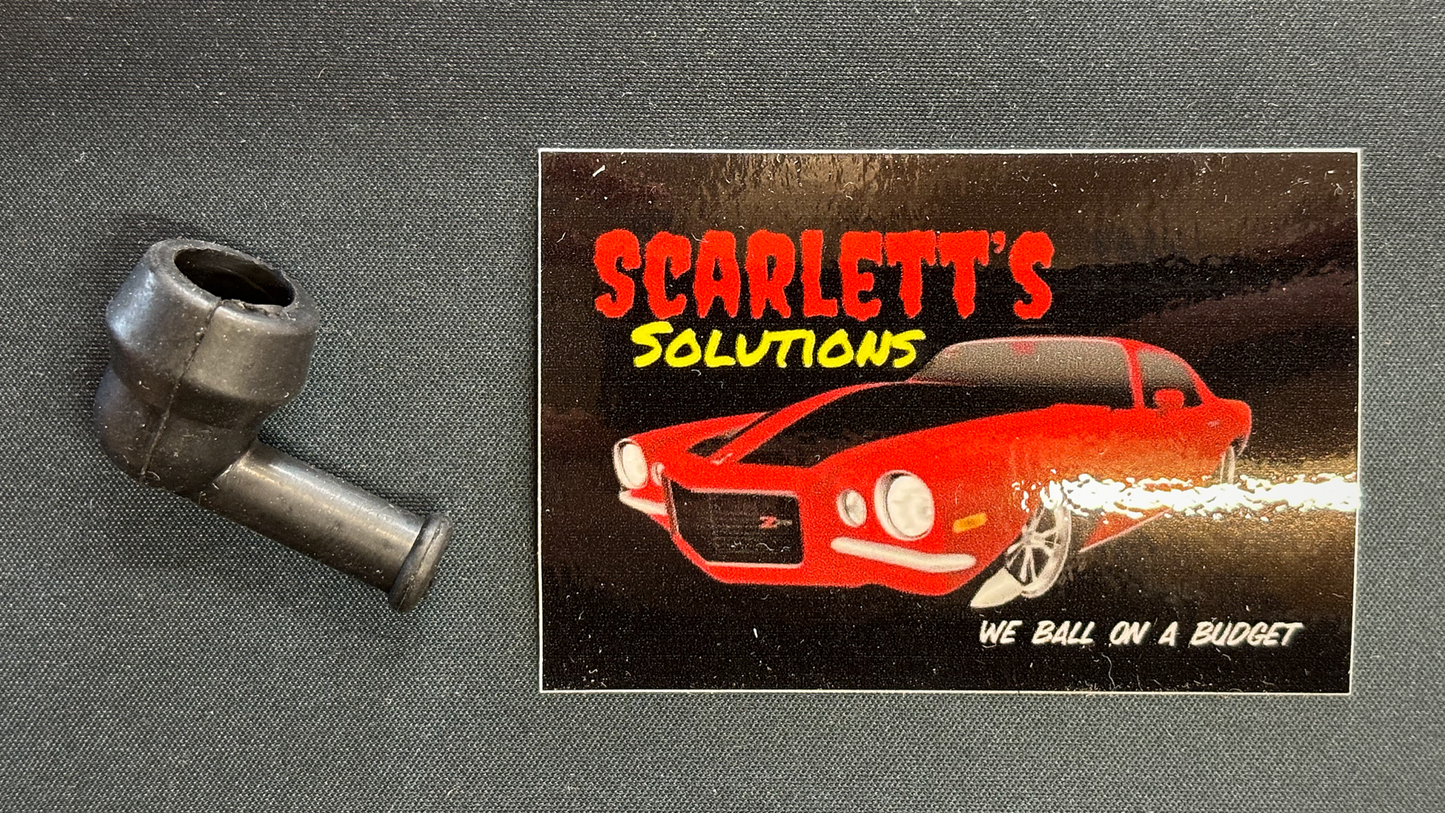 SCARLETT'S
SOLUTIONS
Z
WE BALL ON A BUDGET